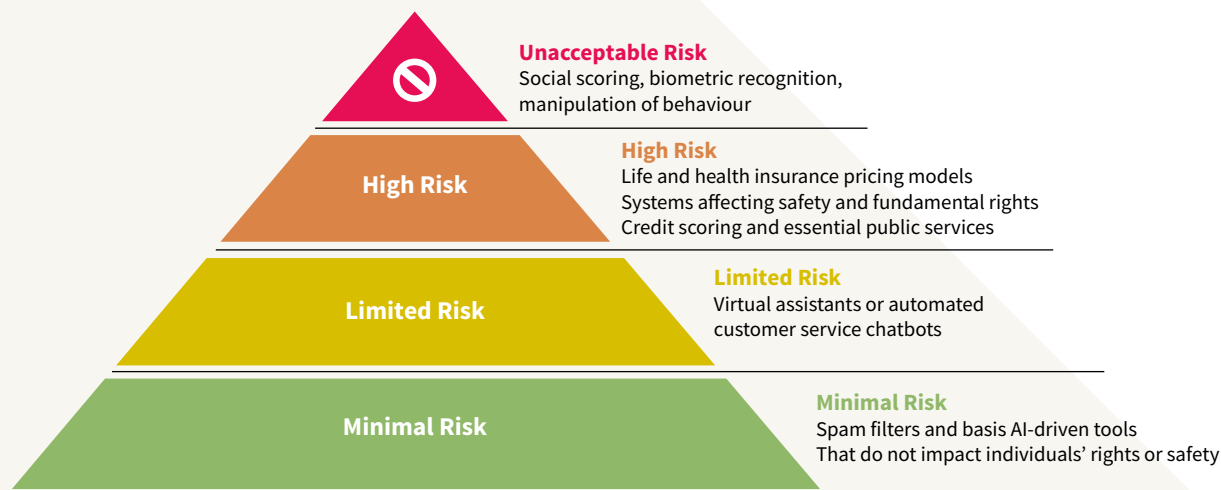 Unacceptable Risk
Social scoring, biometric recognition,
manipulation of behaviour
High Risk
High Risk
Life and health insurance pricing models
Systems affecting safety and fundamental rights
Credit scoring and essential public services
Limited Risk
Limited Risk
Virtual assistants or automated
customer service chatbots
Minimal Risk
Minimal Risk
Spam filters and basis AI-driven tools
That do not impact individuals’ rights or safety